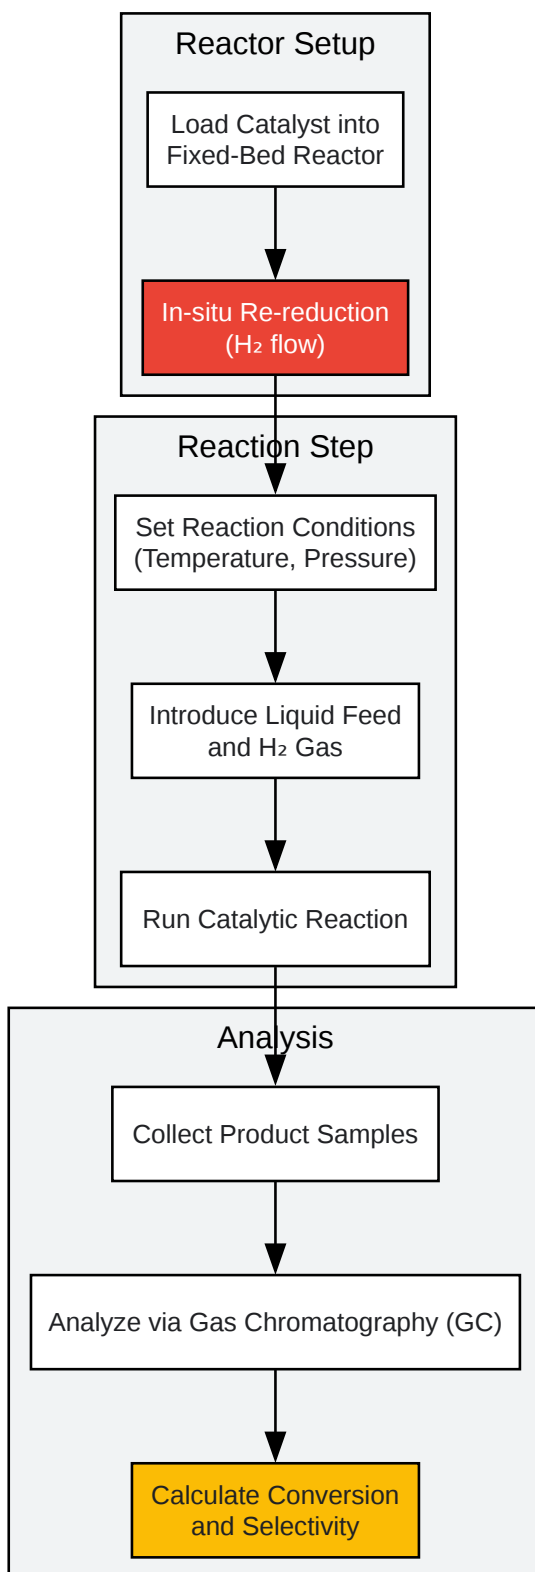 Reactor Setup
Load Catalyst into
Fixed-Bed Reactor
In-situ Re-reduction
(H₂ flow)
Reaction Step
Set Reaction Conditions
(Temperature, Pressure)
Introduce Liquid Feed
and H₂ Gas
Run Catalytic Reaction
Analysis
Collect Product Samples
Analyze via Gas Chromatography (GC)
Calculate Conversion
and Selectivity